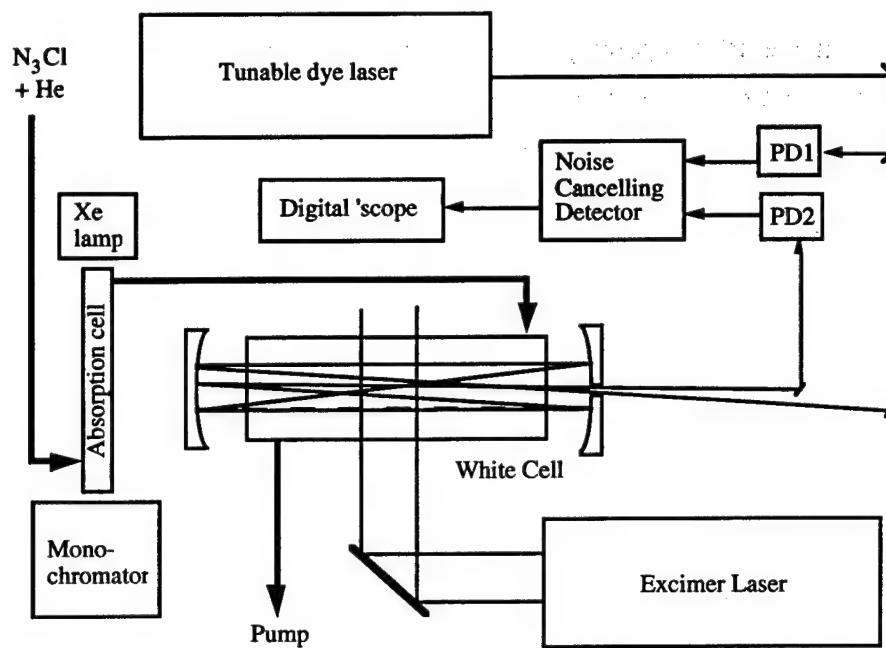 N₃Cl
+ He
Tunable dye laser
PD1
Noise
Cancelling
Detector
PD2
Digital 'scope
Xe
lamp
Absorption cell
White Cell
Mono-
chromator
Excimer Laser
Pump